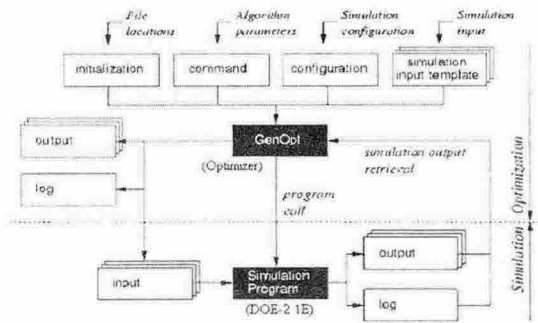 File locations
Algorithm parameters
Simulation configuration
Simulation input
initialization
command
configuration
simulation input template
output
GenOpt
(Optimizer)
simulation output retrieval
log
program call
Optimization
Simulation
input
Simulation Program
(DOE-2 1E)
output
log